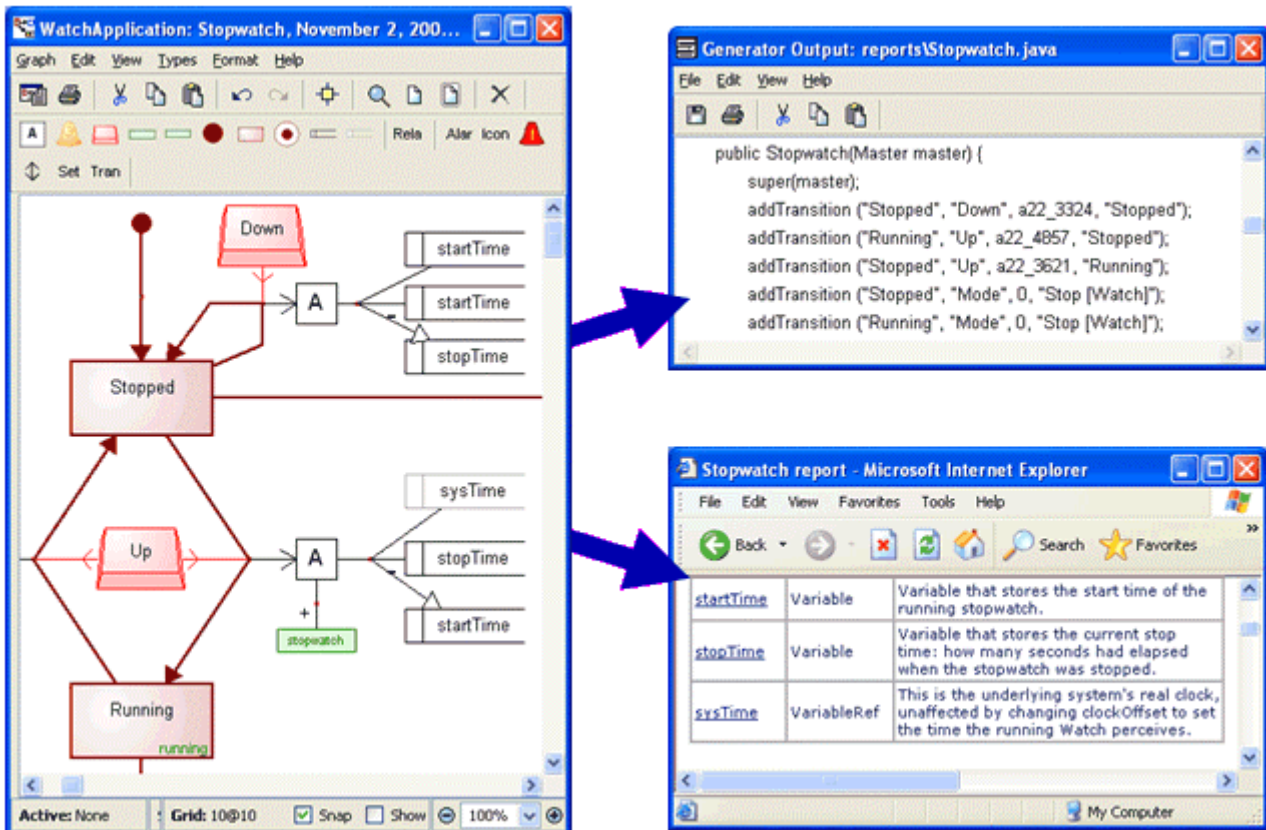 WatchApplication: Stopwatch, November 2, 200...
Graph Edit View Types Format Help
A Rela Alar Icon
Set Tran
Down
startTime
A
startTime
stopTime
Stopped
sysTime
Up
A
stopTime
+
startTime
stopwatch
Running
running
Active: None Grid: 10@10 Snap Show 100%
Generator Output: reports\Stopwatch.java
File Edit View Help
public Stopwatch(Master master) {
super(master);
addTransition ("Stopped", "Down", a22_3324, "Stopped");
addTransition ("Running", "Up", a22_4857, "Stopped");
addTransition ("Stopped", "Up", a22_3621, "Running");
addTransition ("Stopped", "Mode", 0, "Stop [Watch]");
addTransition ("Running", "Mode", 0, "Stop [Watch]");
Stopwatch report - Microsoft Internet Explorer
File Edit View Favorites Tools Help
Back Search Favorites
startTime Variable Variable that stores the start time of the
running stopwatch.
stopTime Variable Variable that stores the current stop
time: how many seconds had elapsed
when the stopwatch was stopped.
sysTime VariableRef This is the underlying system's real clock,
unaffected by changing clockOffset to set
the time the running Watch perceives.
My Computer